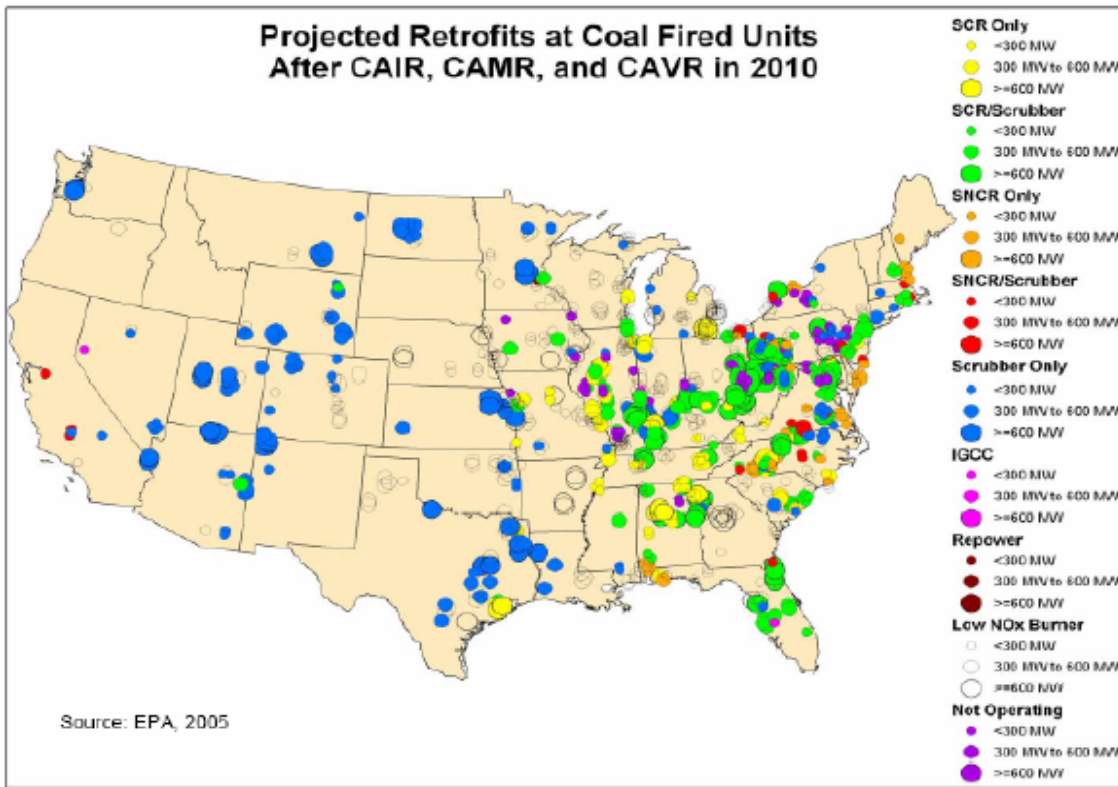 Projected Retrofits at Coal Fired Units
After CAIR, CAMR, and CAVR in 2010
SCR Only
<300 MW
300 MW to 600 MW
>=600 MW
SCR/Scrubber
<300 MW
300 MW to 600 MW
>=600 MW
SNCR Only
<300 MW
300 MW to 600 MW
>=600 MW
SNCR/Scrubber
<300 MW
300 MW to 600 MW
>=600 MW
Scrubber Only
<300 MW
300 MW to 600 MW
>=600 MW
IGCC
<300 MW
300 MW to 600 MW
>=600 MW
Repower
<300 MW
300 MW to 600 MW
>=600 MW
Low NOx Burner
<300 MW
300 MW to 600 MW
>=600 MW
Not Operating
<300 MW
300 MW to 600 MW
>=600 MW
Source: EPA, 2005